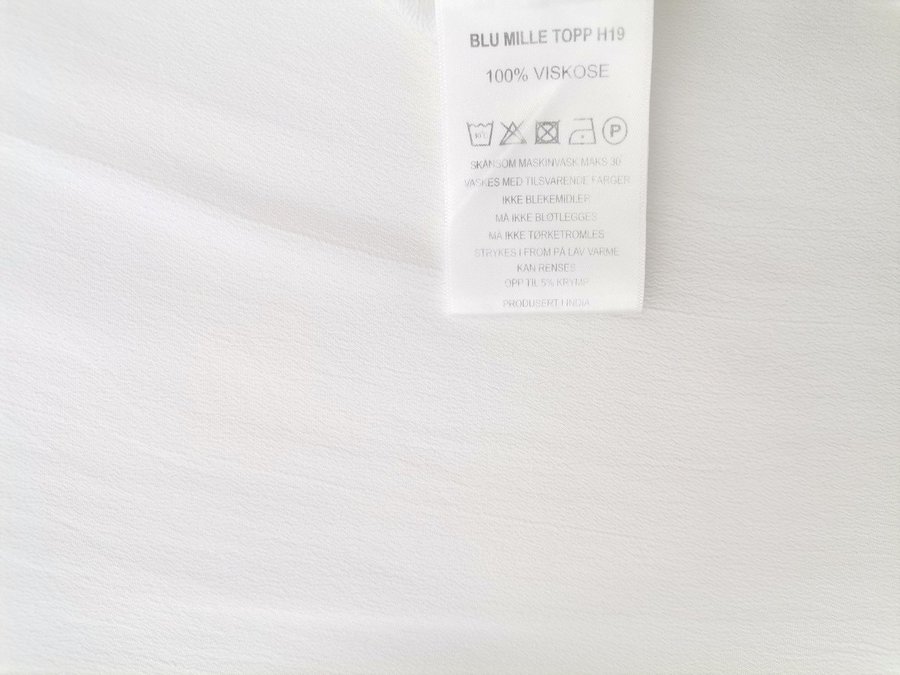 BLU MILLE TOPP H19
100% VISKOSE
P
SKÅNSOM MASKINVASK MAKS 30
VASKES MED TILSVARENDE FARGER
IKKE BLEKEMIDLER
MÅ IKKE BLØTLEGGES
MÅ IKKE TØRKETROMLES
STRYKES I FROM PÅ LAV VARME
KAN RENSES
OPP TIL 5% KRYMP
PRODUSERT I INDIA